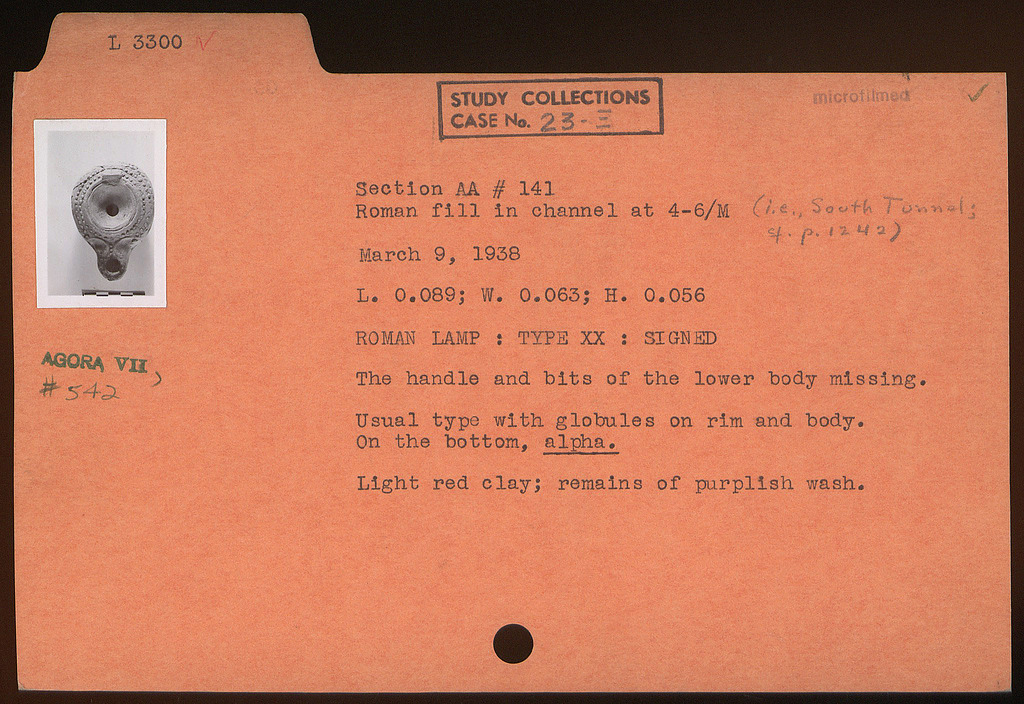 L 3300 ✓
STUDY COLLECTIONS
CASE No. 23-Ξ
microfilmed ✓
Section AA # 141
Roman fill in channel at 4-6/M (i.e., South Tunnel;
cf. p. 1242)
March 9, 1938
L. 0.089; W. 0.063; H. 0.056
ROMAN LAMP : TYPE XX : SIGNED
AGORA VII,
# 542
The handle and bits of the lower body missing.
Usual type with globules on rim and body.
On the bottom, alpha.
Light red clay; remains of purplish wash.